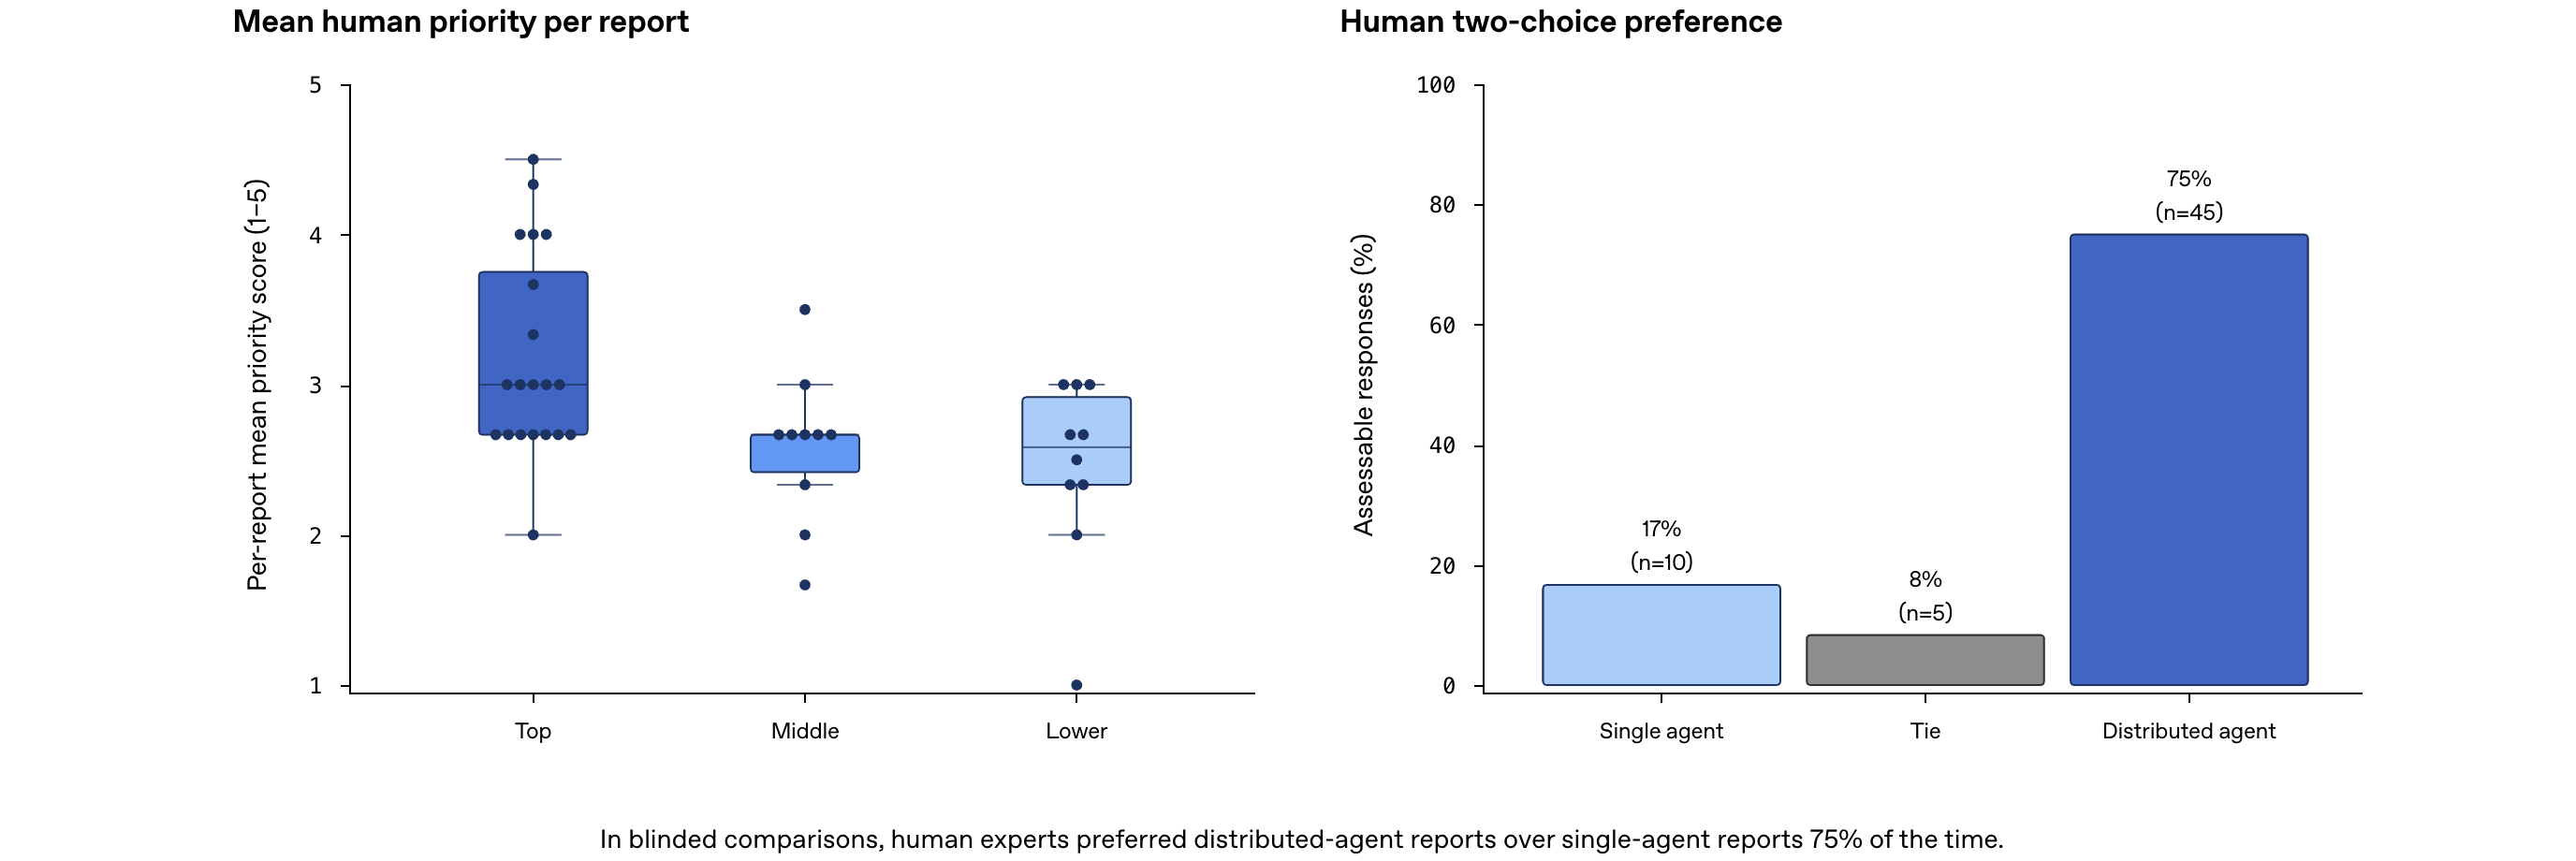 Mean human priority per report
Per-report mean priority score (1–5)
5
4
3
2
1
Top
Middle
Lower
Human two-choice preference
Assessable responses (%)
100
80
60
40
20
0
17%
(n=10)
8%
(n=5)
75%
(n=45)
Single agent
Tie
Distributed agent
In blinded comparisons, human experts preferred distributed-agent reports over single-agent reports 75% of the time.